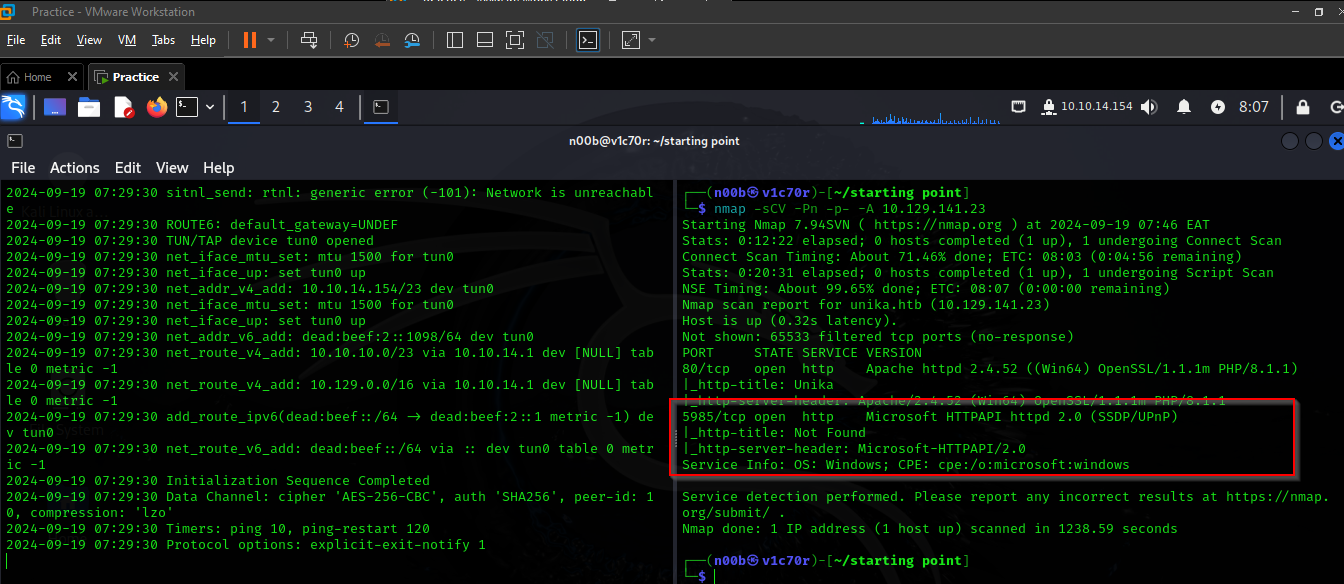 Practice - VMware Workstation
File Edit View VM Tabs Help
Home Practice
1 2 3 4 10.10.14.154 8:07
n00b@v1c70r: ~/starting point
File Actions Edit View Help
2024-09-19 07:29:30 sitnl_send: rtnl: generic error (-101): Network is unreachabl
e
2024-09-19 07:29:30 ROUTE6: default_gateway=UNDEF
2024-09-19 07:29:30 TUN/TAP device tun0 opened
2024-09-19 07:29:30 net_iface_mtu_set: mtu 1500 for tun0
2024-09-19 07:29:30 net_iface_up: set tun0 up
2024-09-19 07:29:30 net_addr_v4_add: 10.10.14.154/23 dev tun0
2024-09-19 07:29:30 net_iface_mtu_set: mtu 1500 for tun0
2024-09-19 07:29:30 net_iface_up: set tun0 up
2024-09-19 07:29:30 net_addr_v6_add: dead:beef:2::1098/64 dev tun0
2024-09-19 07:29:30 net_route_v4_add: 10.10.10.0/23 via 10.10.14.1 dev [NULL] tab
le 0 metric -1
2024-09-19 07:29:30 net_route_v4_add: 10.129.0.0/16 via 10.10.14.1 dev [NULL] tab
le 0 metric -1
2024-09-19 07:29:30 add_route_ipv6(dead:beef::/64 -> dead:beef:2::1 metric -1) de
v tun0
2024-09-19 07:29:30 net_route_v6_add: dead:beef::/64 via :: dev tun0 table 0 metr
ic -1
2024-09-19 07:29:30 Initialization Sequence Completed
2024-09-19 07:29:30 Data Channel: cipher 'AES-256-CBC', auth 'SHA256', peer-id: 1
0, compression: 'lzo'
2024-09-19 07:29:30 Timers: ping 10, ping-restart 120
2024-09-19 07:29:30 Protocol options: explicit-exit-notify 1
┌──(n00b㉿v1c70r)-[~/starting point]
└─$ nmap -sCV -Pn -p- -A 10.129.141.23
Starting Nmap 7.94SVN ( https://nmap.org ) at 2024-09-19 07:46 EAT
Stats: 0:12:22 elapsed; 0 hosts completed (1 up), 1 undergoing Connect Scan
Connect Scan Timing: About 71.46% done; ETC: 08:03 (0:04:56 remaining)
Stats: 0:20:31 elapsed; 0 hosts completed (1 up), 1 undergoing Script Scan
NSE Timing: About 99.65% done; ETC: 08:07 (0:00:00 remaining)
Nmap scan report for unika.htb (10.129.141.23)
Host is up (0.32s latency).
Not shown: 65533 filtered tcp ports (no-response)
PORT STATE SERVICE VERSION
80/tcp open http Apache httpd 2.4.52 ((Win64) OpenSSL/1.1.1m PHP/8.1.1)
|_http-title: Unika
|_http-server-header: Apache/2.4.52 (Win64) OpenSSL/1.1.1m PHP/8.1.1
5985/tcp open http Microsoft HTTPAPI httpd 2.0 (SSDP/UPnP)
|_http-title: Not Found
|_http-server-header: Microsoft-HTTPAPI/2.0
Service Info: OS: Windows; CPE: cpe:/o:microsoft:windows
Service detection performed. Please report any incorrect results at https://nmap.
org/submit/ .
Nmap done: 1 IP address (1 host up) scanned in 1238.59 seconds
┌──(n00b㉿v1c70r)-[~/starting point]
└─$